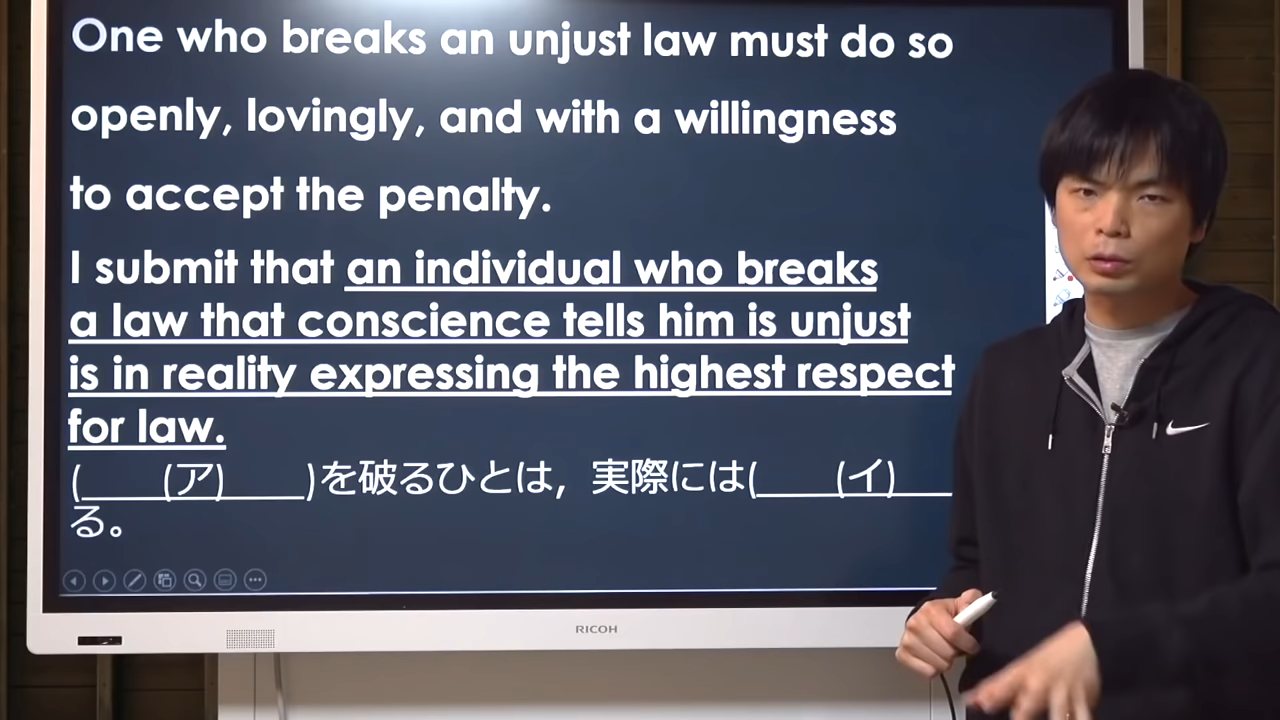 One who breaks an unjust law must do so
openly, lovingly, and with a willingness
to accept the penalty.
I submit that an individual who breaks
a law that conscience tells him is unjust
is in reality expressing the highest respect
for law.
(　　(ア)　　)を破るひとは，実際には(　　(イ)
る。
RICOH